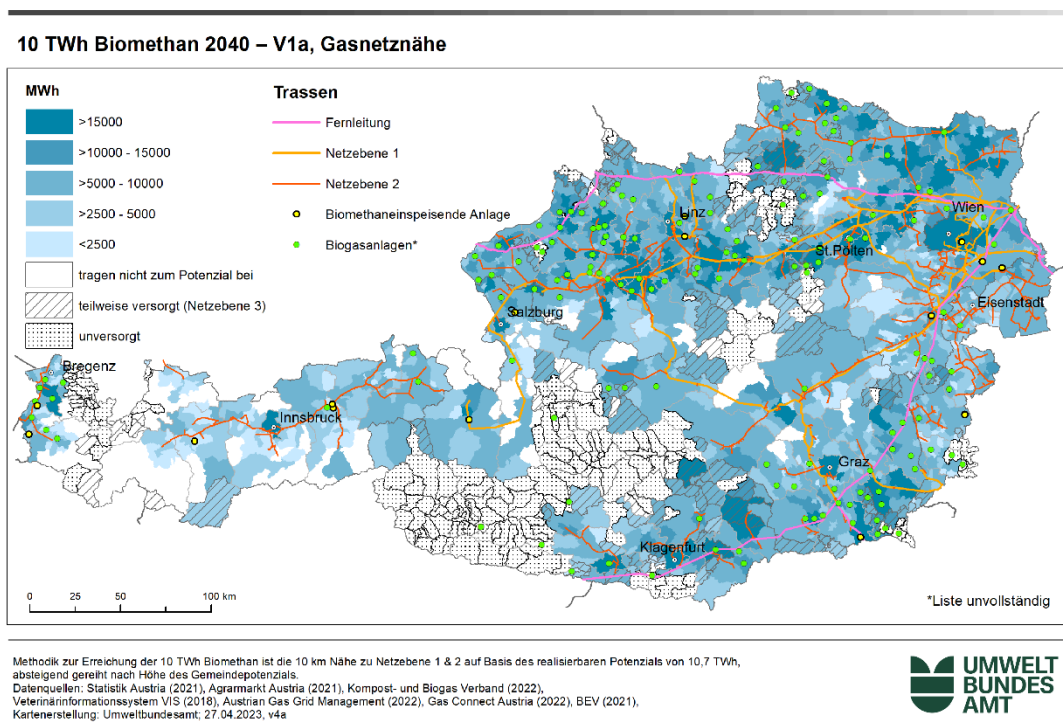 10 TWh Biomethan 2040 – V1a, Gasnetznähe
MWh
>15000
>10000 - 15000
>5000 - 10000
>2500 - 5000
<2500
tragen nicht zum Potenzial bei
teilweise versorgt (Netzebene 3)
unversorgt
Trassen
Fernleitung
Netzebene 1
Netzebene 2
Biomethaneinspeisende Anlage
Biogasanlagen*
Linz
Wien
St.Pölten
Eisenstadt
Salzburg
Bregenz
Innsbruck
Graz
Klagenfurt
0 25 50 100 km
*Liste unvollständig
Methodik zur Erreichung der 10 TWh Biomethan ist die 10 km Nähe zu Netzebene 1 & 2 auf Basis des realisierbaren Potenzials von 10,7 TWh,
absteigend gereiht nach Höhe des Gemeindepotenzials.
Datenquellen: Statistik Austria (2021), Agrarmarkt Austria (2021), Kompost- und Biogas Verband (2022),
Veterinärinformationssystem VIS (2018), Austrian Gas Grid Management (2022), Gas Connect Austria (2022), BEV (2021),
Kartenerstellung: Umweltbundesamt; 27.04.2023, v4a
UMWELT
BUNDES
AMT